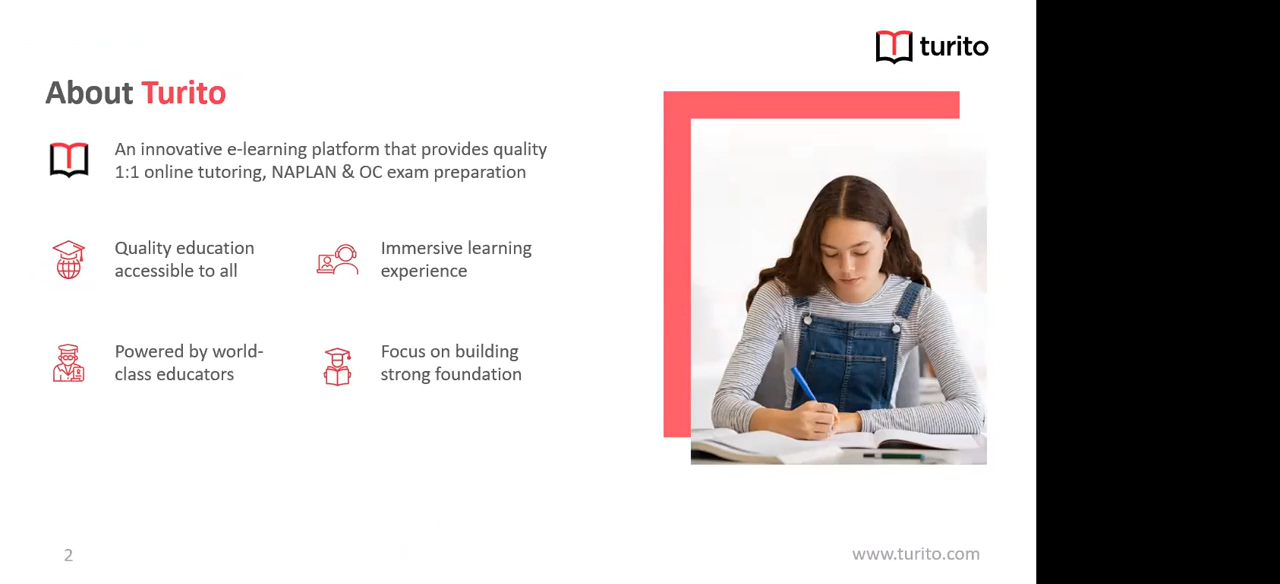 turito
About Turito
An innovative e-learning platform that provides quality
1:1 online tutoring, NAPLAN & OC exam preparation
Quality education
accessible to all
Immersive learning
experience
Powered by world-
class educators
Focus on building
strong foundation
2
www.turito.com